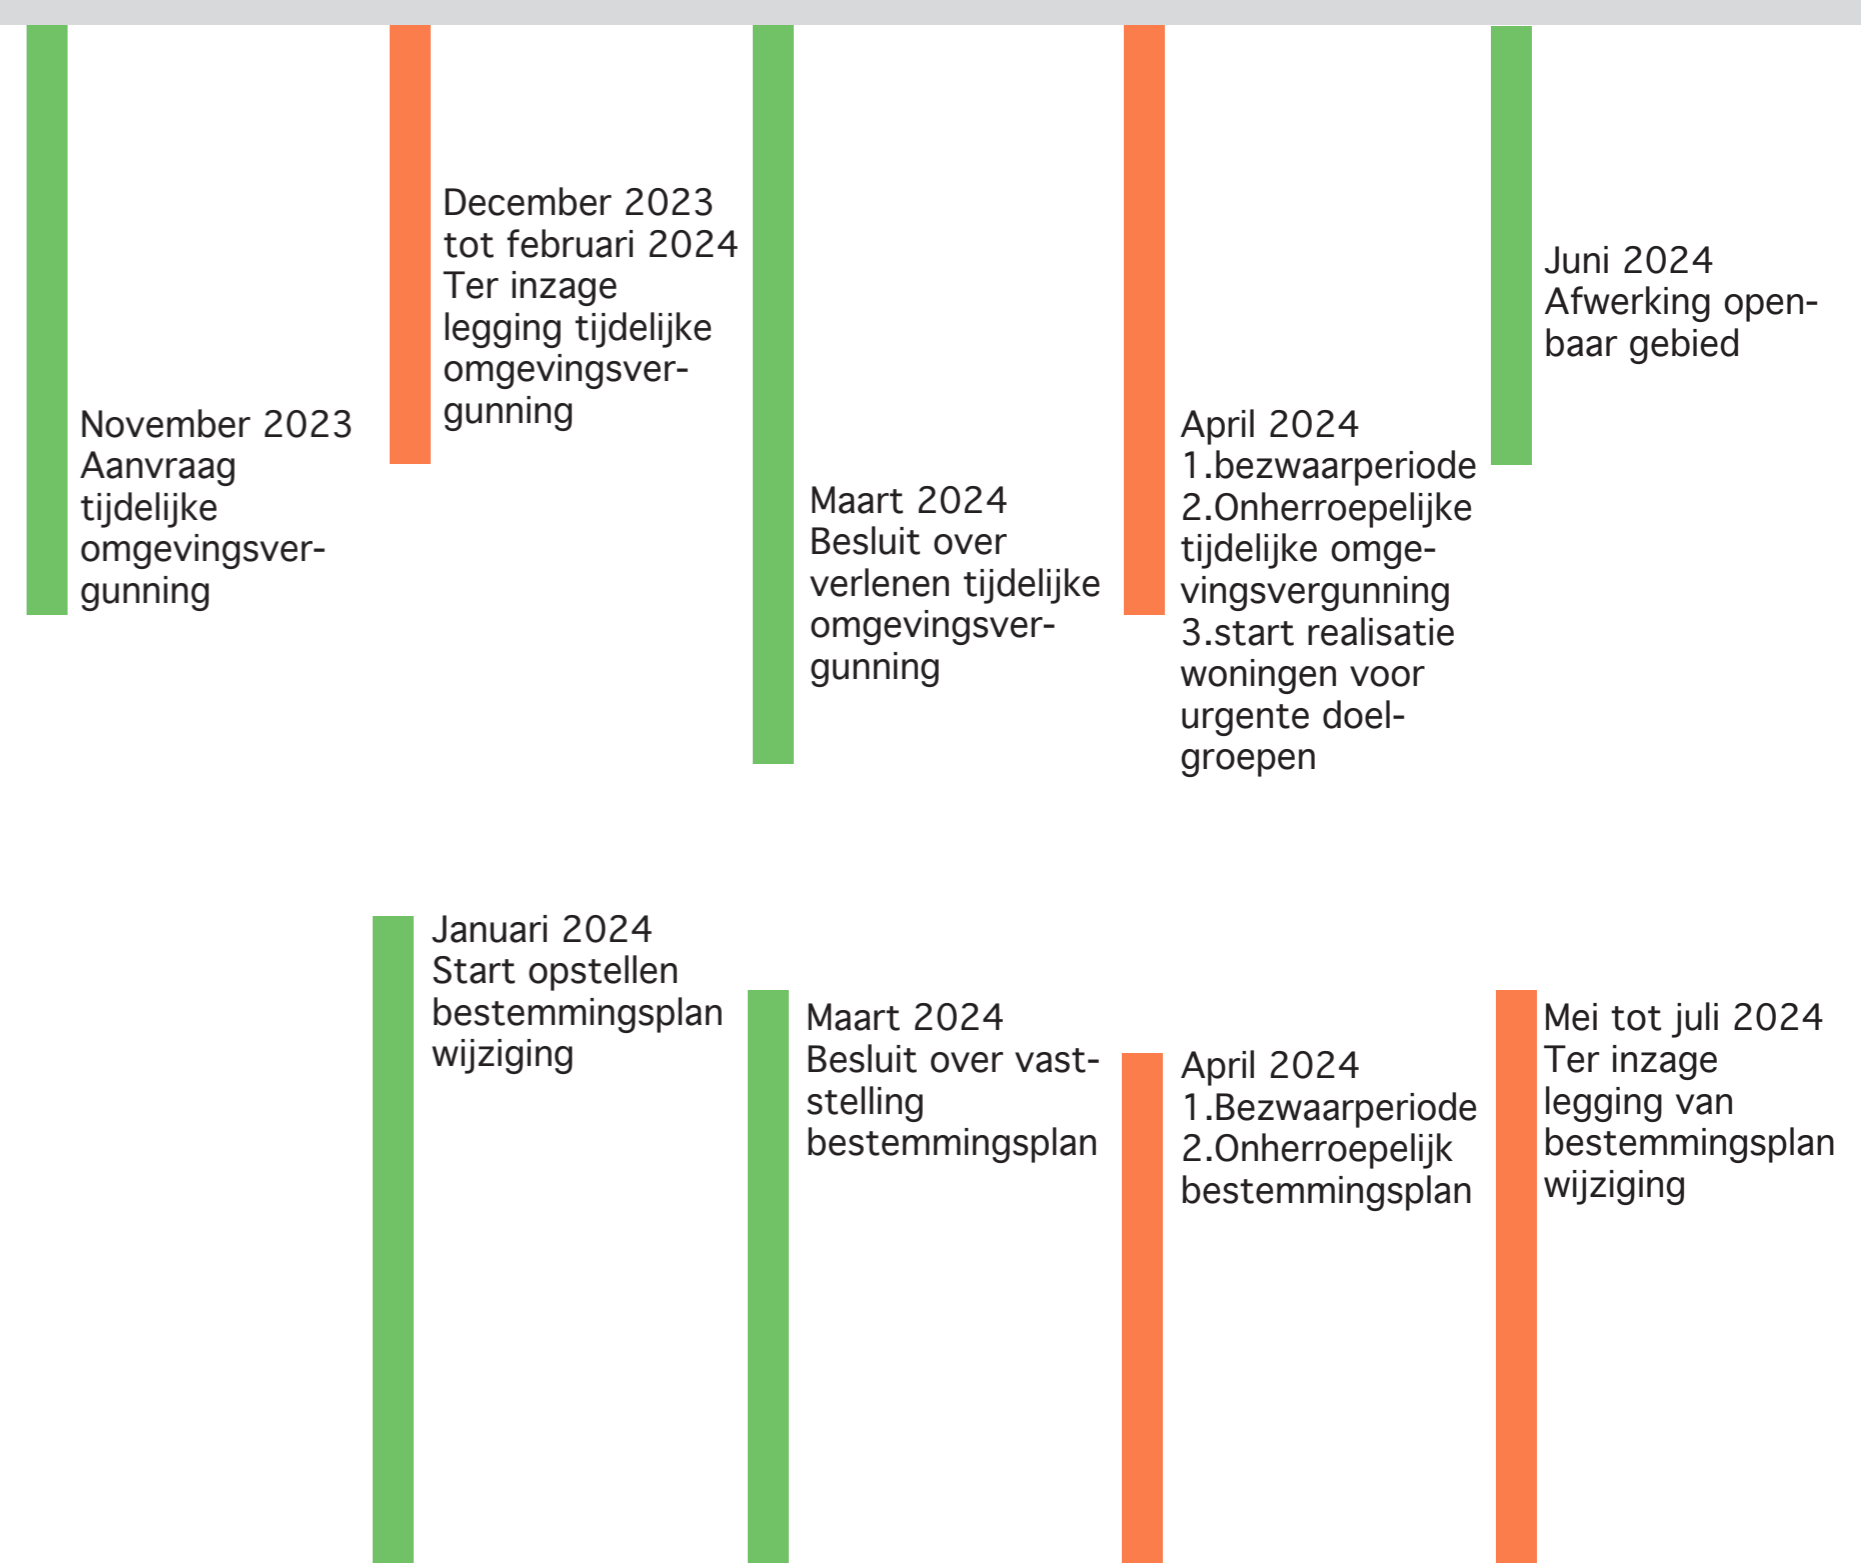 November 2023
Aanvraag
tijdelijke
omgevingsver-
gunning
December 2023
tot februari 2024
Ter inzage
legging tijdelijke
omgevingsver-
gunning
Maart 2024
Besluit over
verlenen tijdelijke
omgevingsver-
gunning
April 2024
1.bezwaarperiode
2.Onherroepelijke
tijdelijke omge-
vingsvergunning
3.start realisatie
woningen voor
urgente doel-
groepen
Juni 2024
Afwerking open-
baar gebied
Januari 2024
Start opstellen
bestemmingsplan
wijziging
Maart 2024
Besluit over vast-
stelling
bestemmingsplan
April 2024
1.Bezwaarperiode
2.Onherroepelijk
bestemmingsplan
Mei tot juli 2024
Ter inzage
legging van
bestemmingsplan
wijziging